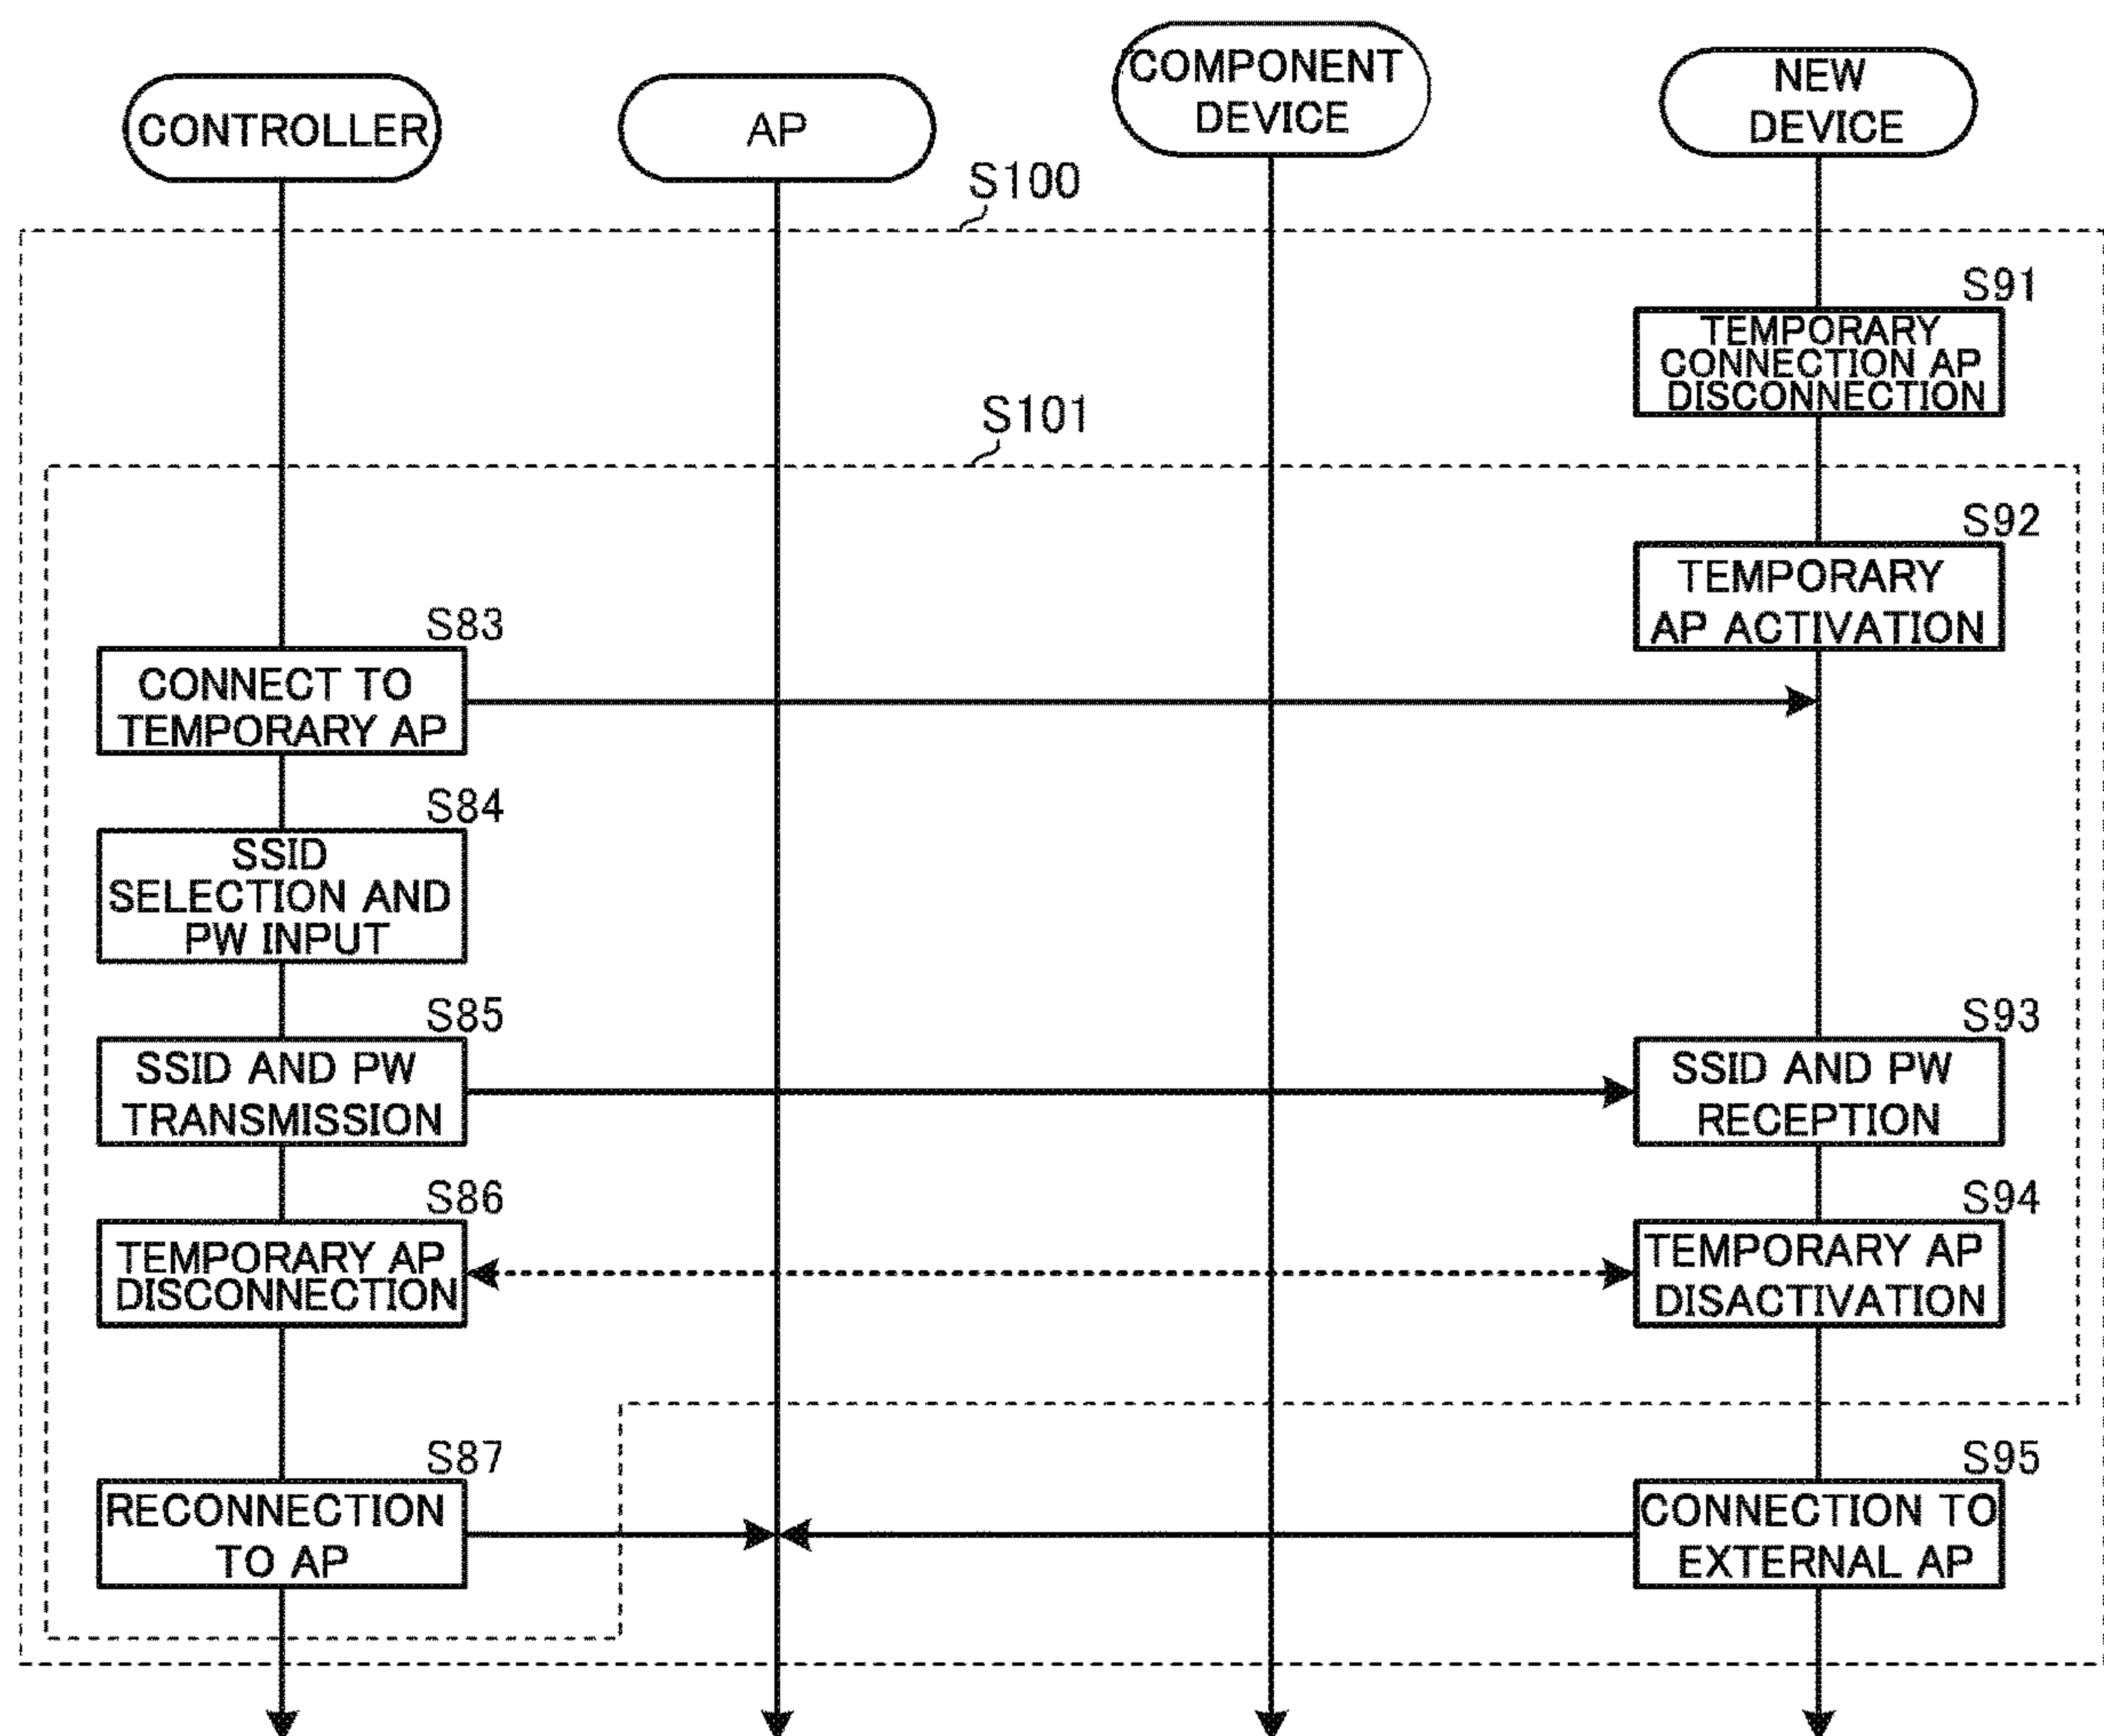 CONTROLLER
AP
COMPONENT
DEVICE
NEW
DEVICE
S100
S91
TEMPORARY
CONNECTION AP
DISCONNECTION
S101
S92
TEMPORARY
AP ACTIVATION
S83
CONNECT TO
TEMPORARY AP
S84
SSID
SELECTION AND
PW INPUT
S85
SSID AND PW
TRANSMISSION
S93
SSID AND PW
RECEPTION
S86
TEMPORARY AP
DISCONNECTION
S94
TEMPORARY AP
DISACTIVATION
S87
RECONNECTION
TO AP
S95
CONNECTION TO
EXTERNAL AP